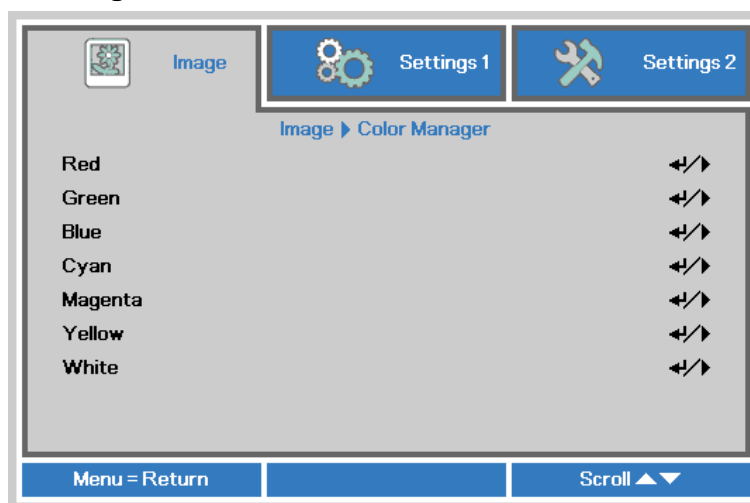 Image
Settings 1
Settings 2
Image ▶ Color Manager
Red ↵/▶
Green ↵/▶
Blue ↵/▶
Cyan ↵/▶
Magenta ↵/▶
Yellow ↵/▶
White ↵/▶
Menu = Return
Scroll ▲▼